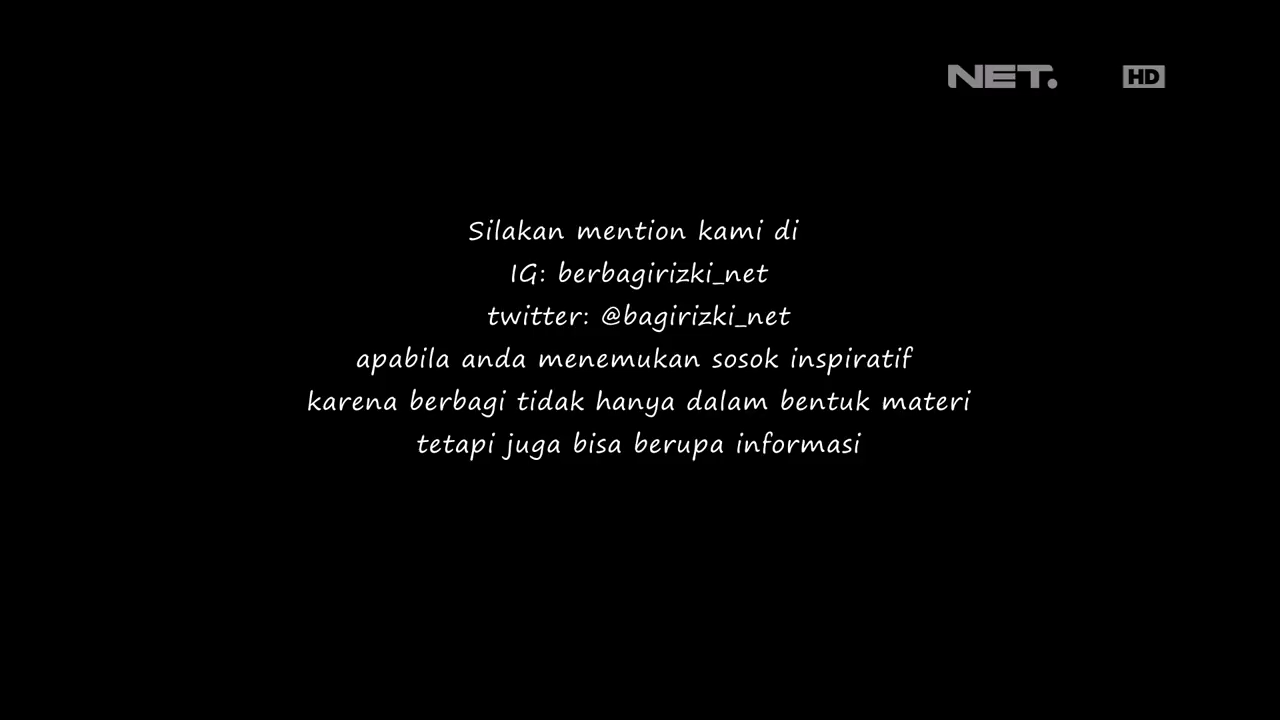 NET. HD
Silakan mention kami di
IG: berbagirizki_net
twitter: @bagirizki_net
apabila anda menemukan sosok inspiratif
karena berbagi tidak hanya dalam bentuk materi
tetapi juga bisa berupa informasi